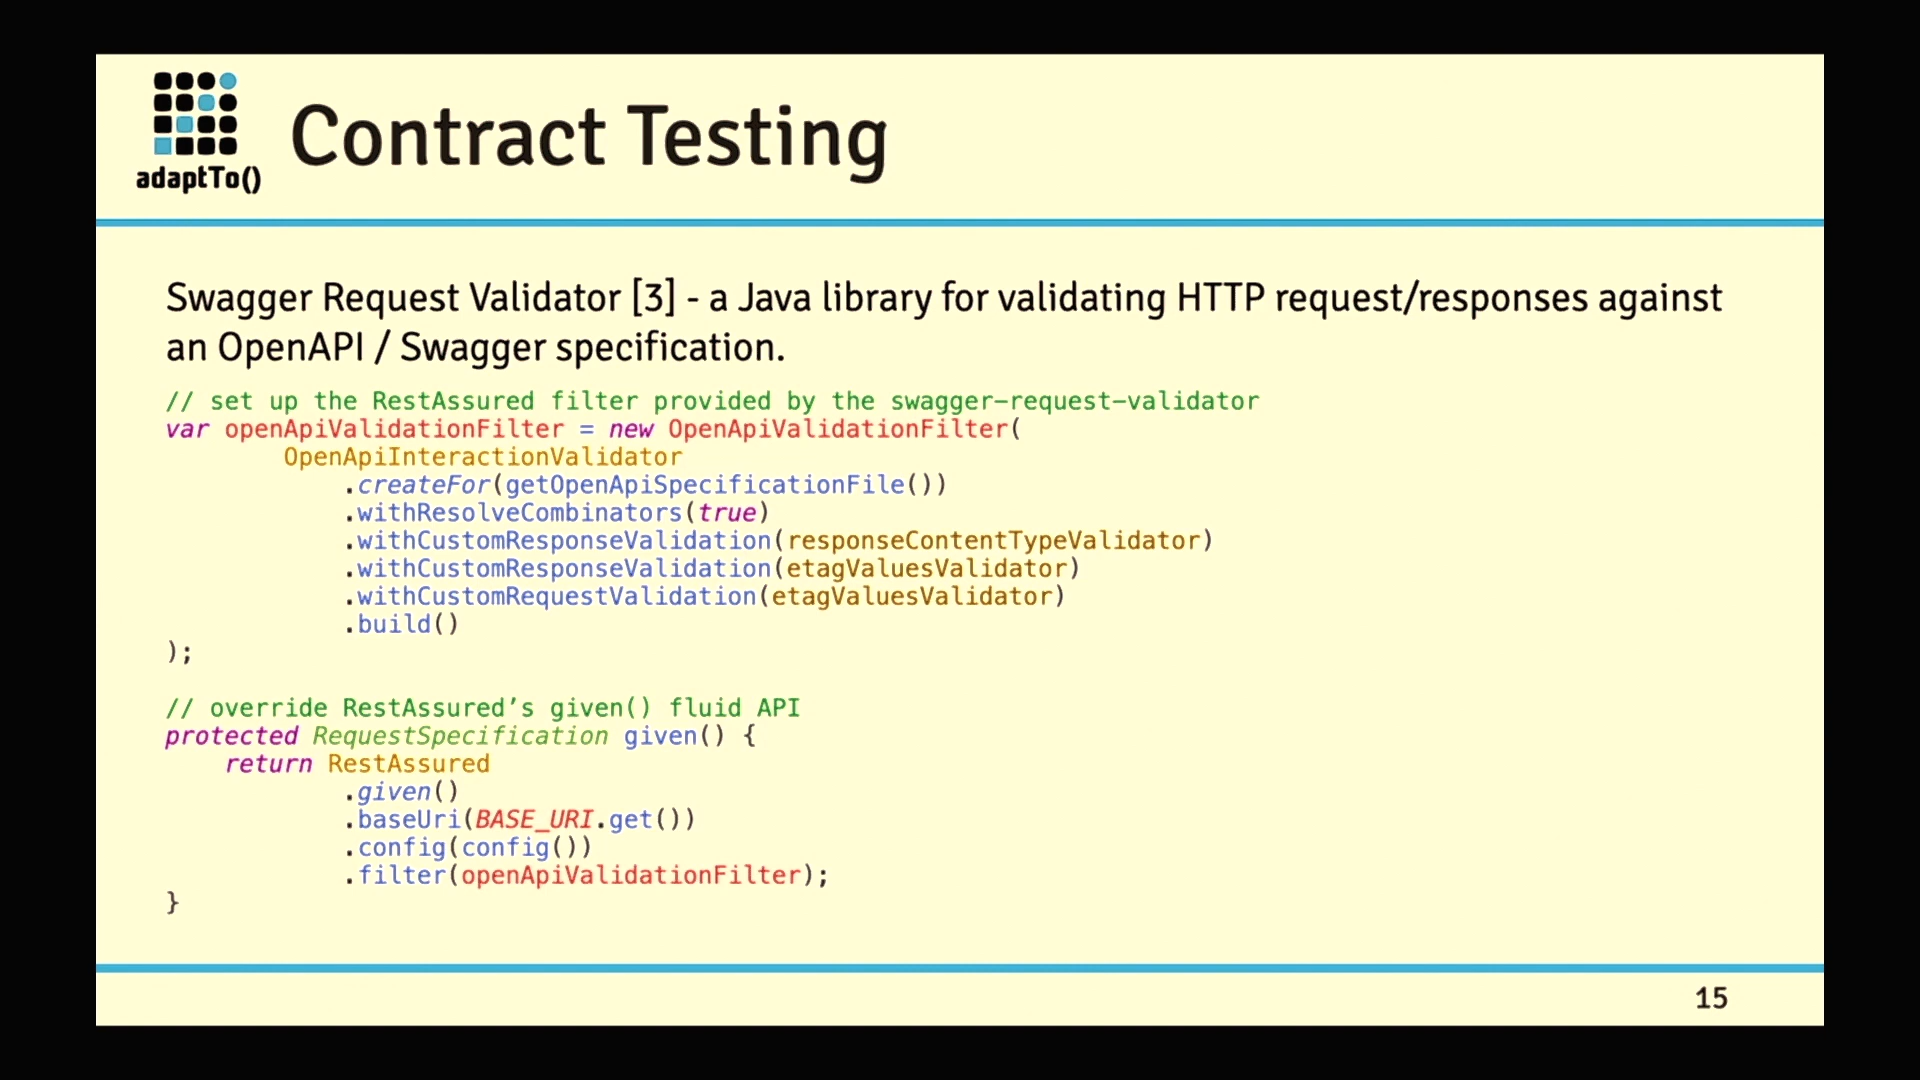 adaptTo()
Contract Testing
Swagger Request Validator [3] - a Java library for validating HTTP request/responses against
an OpenAPI / Swagger specification.
// set up the RestAssured filter provided by the swagger-request-validator
var openApiValidationFilter = new OpenApiValidationFilter(
        OpenApiInteractionValidator
            .createFor(getOpenApiSpecificationFile())
            .withResolveCombinators(true)
            .withCustomResponseValidation(responseContentTypeValidator)
            .withCustomResponseValidation(etagValuesValidator)
            .withCustomRequestValidation(etagValuesValidator)
            .build()
);
// override RestAssured’s given() fluid API
protected RequestSpecification given() {
    return RestAssured
            .given()
            .baseUri(BASE_URI.get())
            .config(config())
            .filter(openApiValidationFilter);
}
15